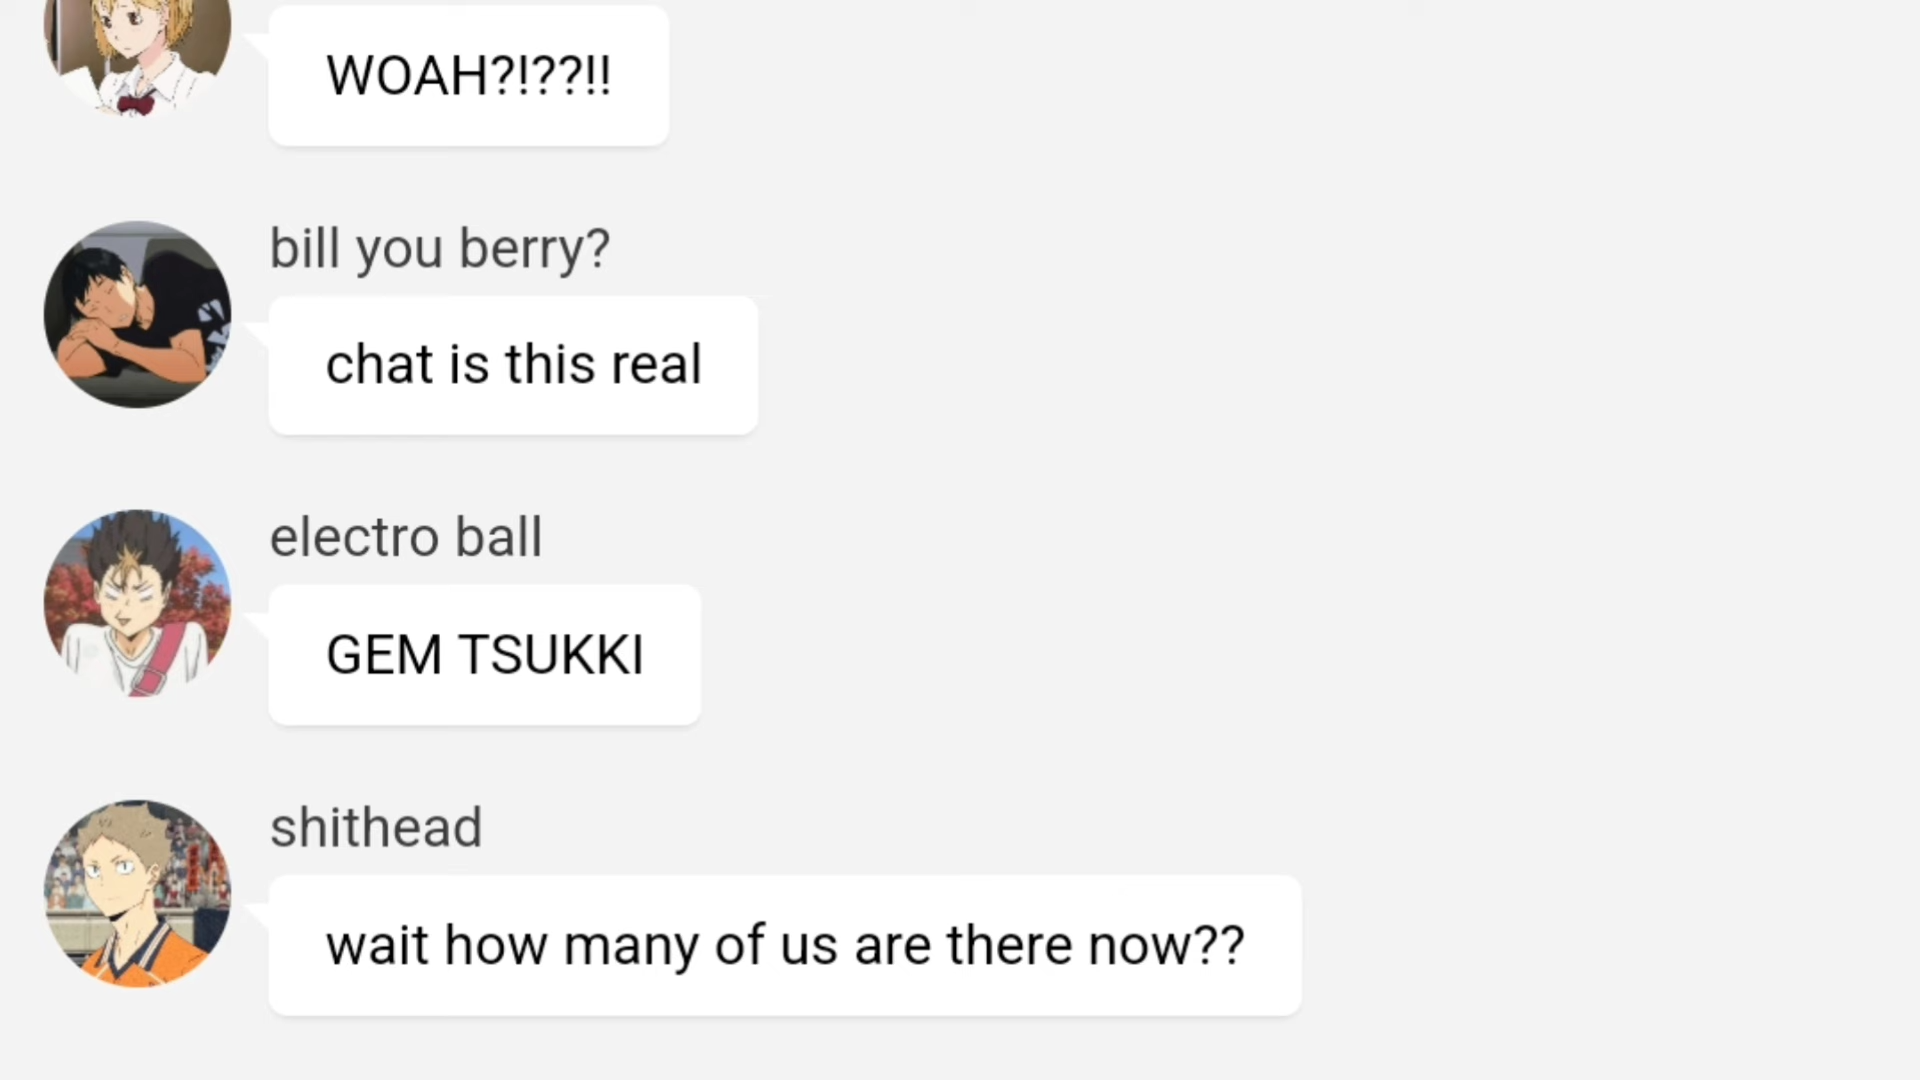 WOAH?!??!!
bill you berry?
chat is this real
electro ball
GEM TSUKKI
shithead
wait how many of us are there now??